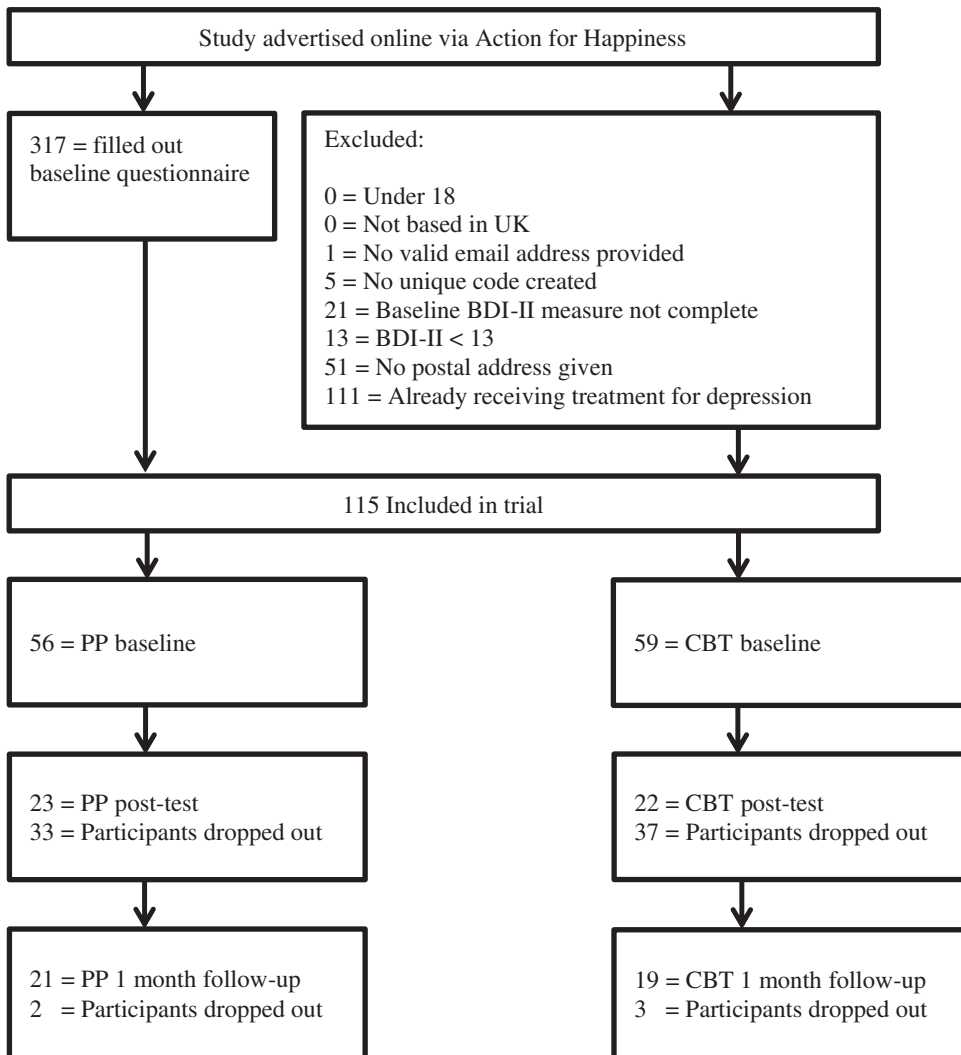 Study advertised online via Action for Happiness
317 = filled out
baseline questionnaire
Excluded:
0 = Under 18
0 = Not based in UK
1 = No valid email address provided
5 = No unique code created
21 = Baseline BDI-II measure not complete
13 = BDI-II < 13
51 = No postal address given
111 = Already receiving treatment for depression
115 Included in trial
56 = PP baseline
59 = CBT baseline
23 = PP post-test
33 = Participants dropped out
22 = CBT post-test
37 = Participants dropped out
21 = PP 1 month follow-up
2 = Participants dropped out
19 = CBT 1 month follow-up
3 = Participants dropped out